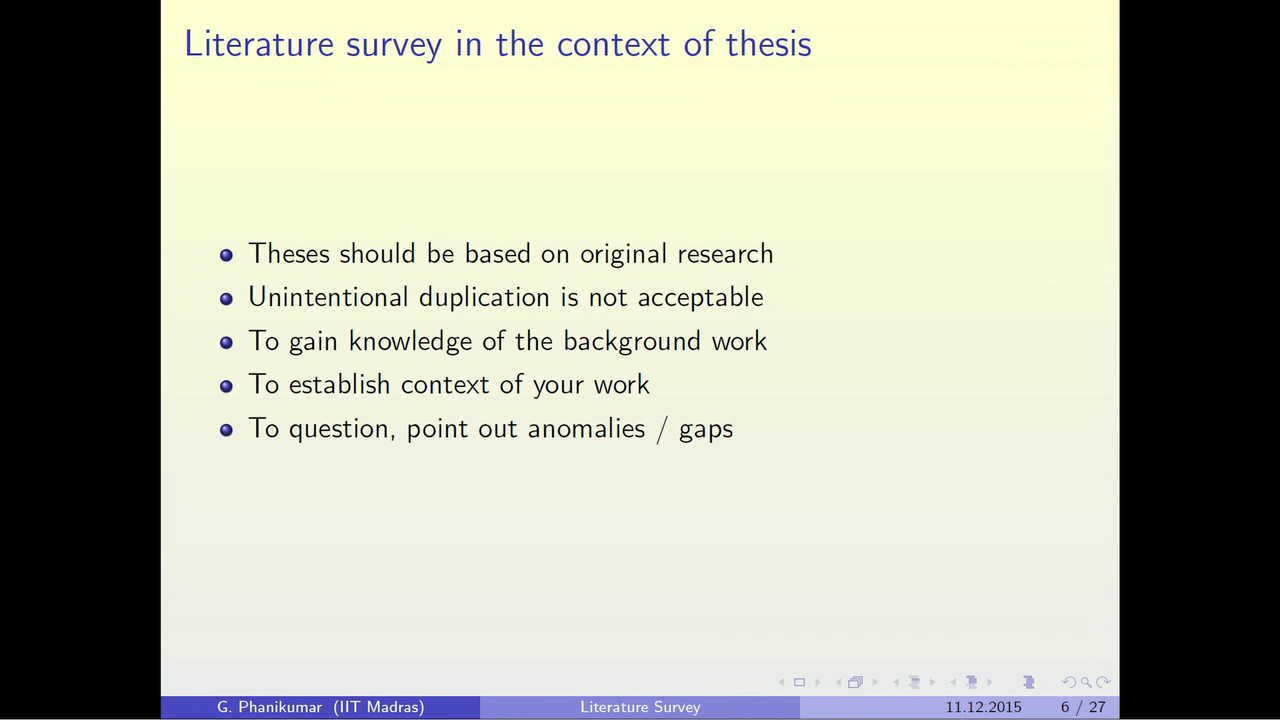 Literature survey in the context of thesis
Theses should be based on original research
Unintentional duplication is not acceptable
To gain knowledge of the background work
To establish context of your work
To question, point out anomalies / gaps
G. Phanikumar (IIT Madras) Literature Survey 11.12.2015 6 / 27